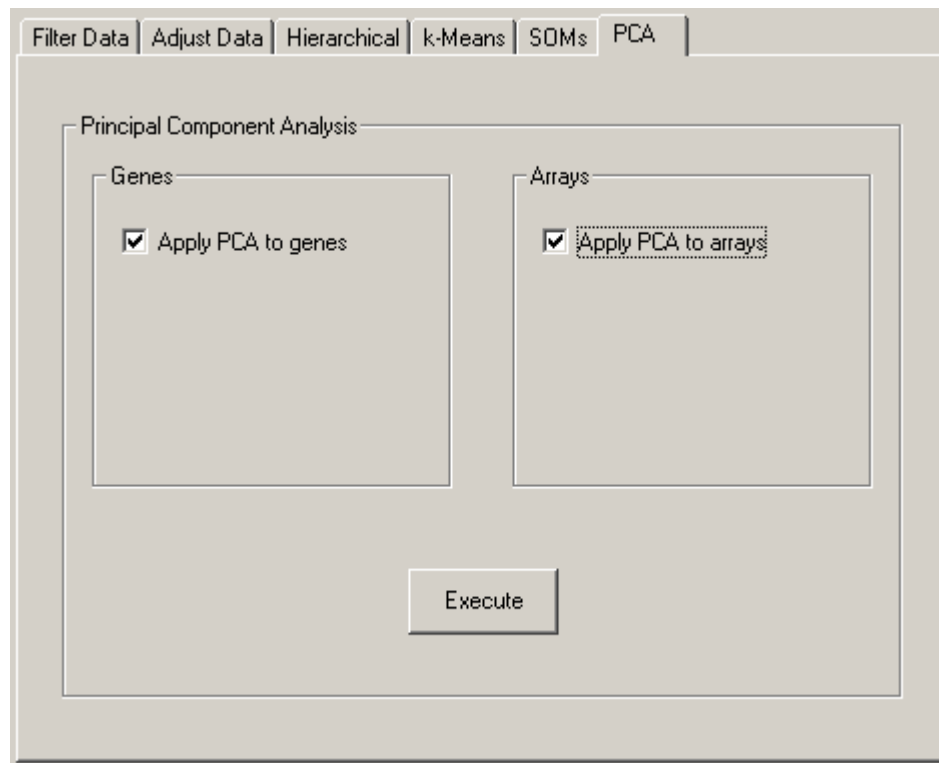 Filter Data Adjust Data Hierarchical k-Means SOMs PCA
Principal Component Analysis
Genes Arrays
Apply PCA to genes Apply PCA to arrays
Execute